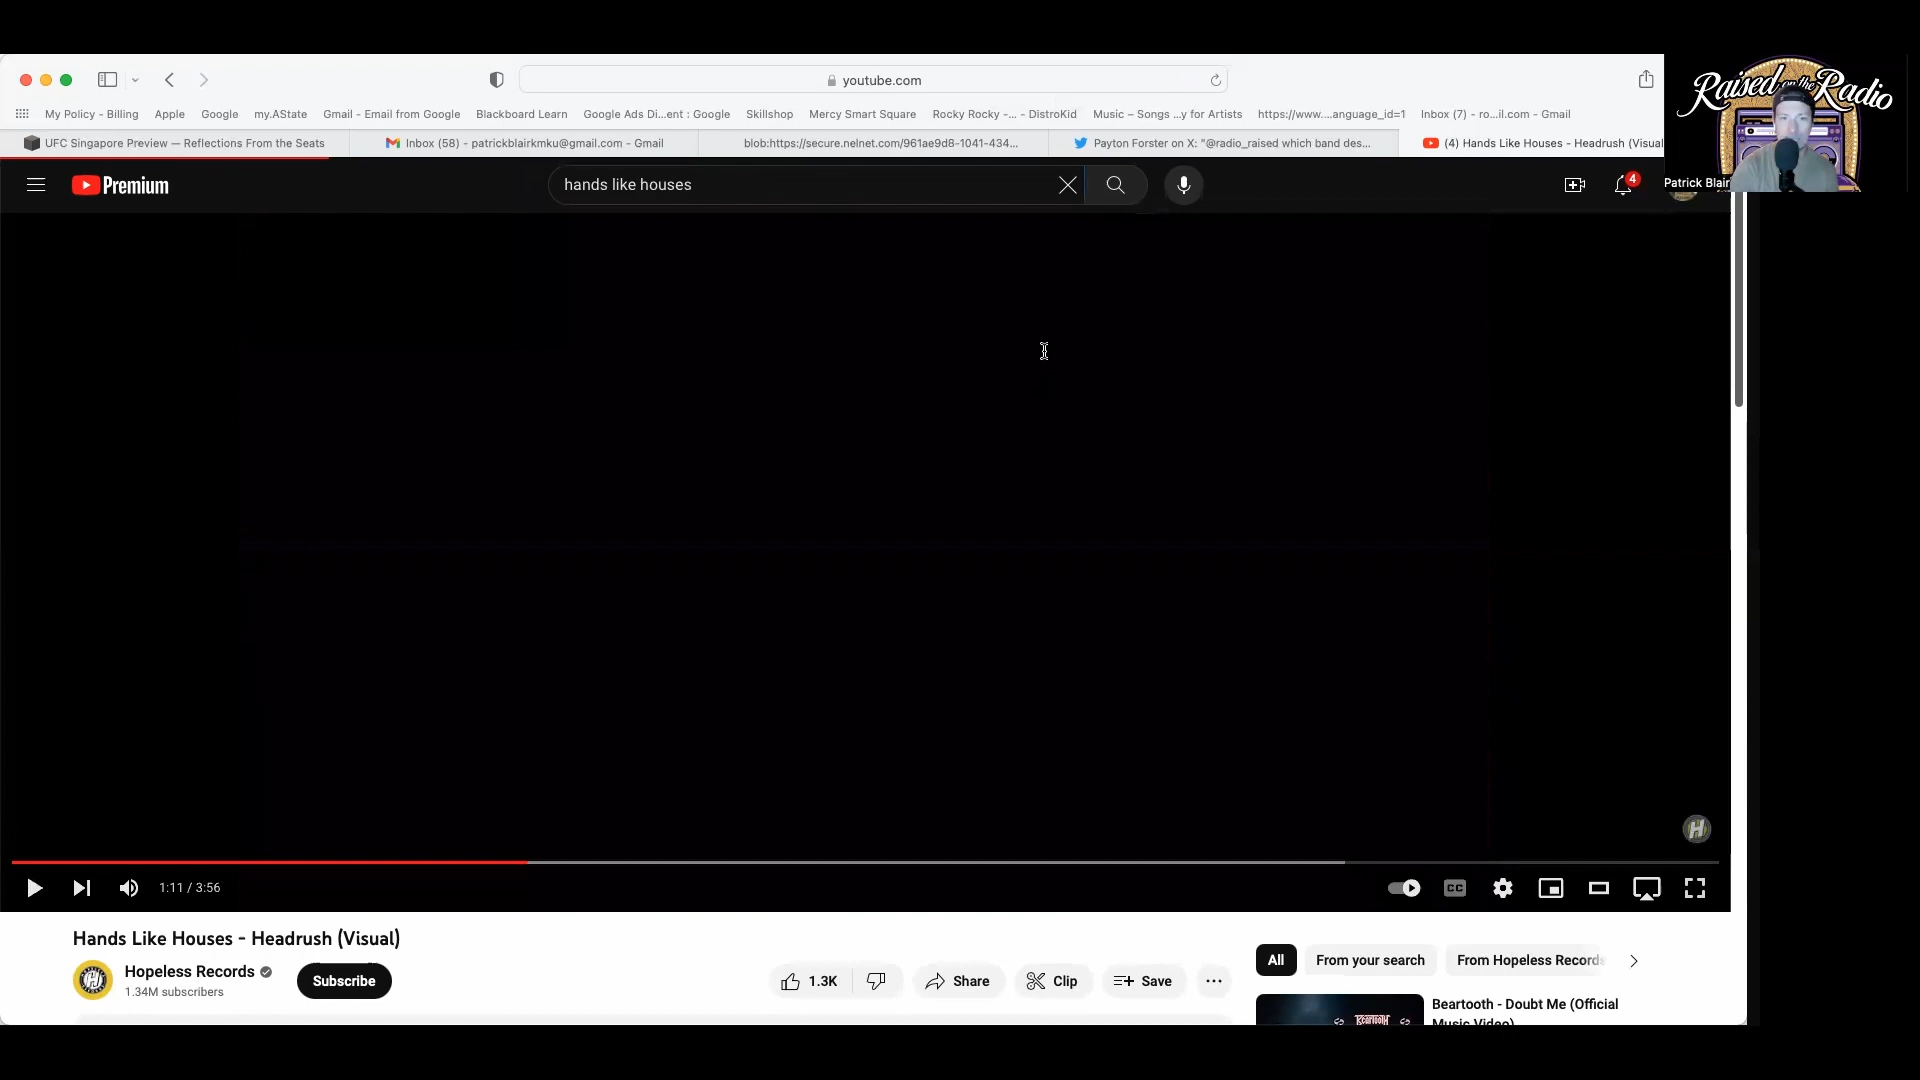 youtube.com
Raised on the Radio
My Policy - Billing Apple Google my.AState Gmail - Email from Google Blackboard Learn Google Ads Di...ent : Google Skillshop Mercy Smart Square Rocky Rocky -... - DistroKid Music – Songs ...y for Artists https://www....anguage_id=1 Inbox (7) - ro...il.com - Gmail
UFC Singapore Preview — Reflections From the Seats Inbox (58) - patrickblairkmku@gmail.com - Gmail blob:https://secure.nelnet.com/961ae9d8-1041-434... Payton Forster on X: "@radio_raised which band des... (4) Hands Like Houses - Headrush (Visual
Premium hands like houses 4 Patrick Blair
H
1:11 / 3:56 CC
Hands Like Houses - Headrush (Visual)
Hopeless Records
1.34M subscribers
Subscribe 1.3K Share Clip Save
All From your search From Hopeless Records
Beartooth - Doubt Me (Official
Music Video)
BEARTOOTH